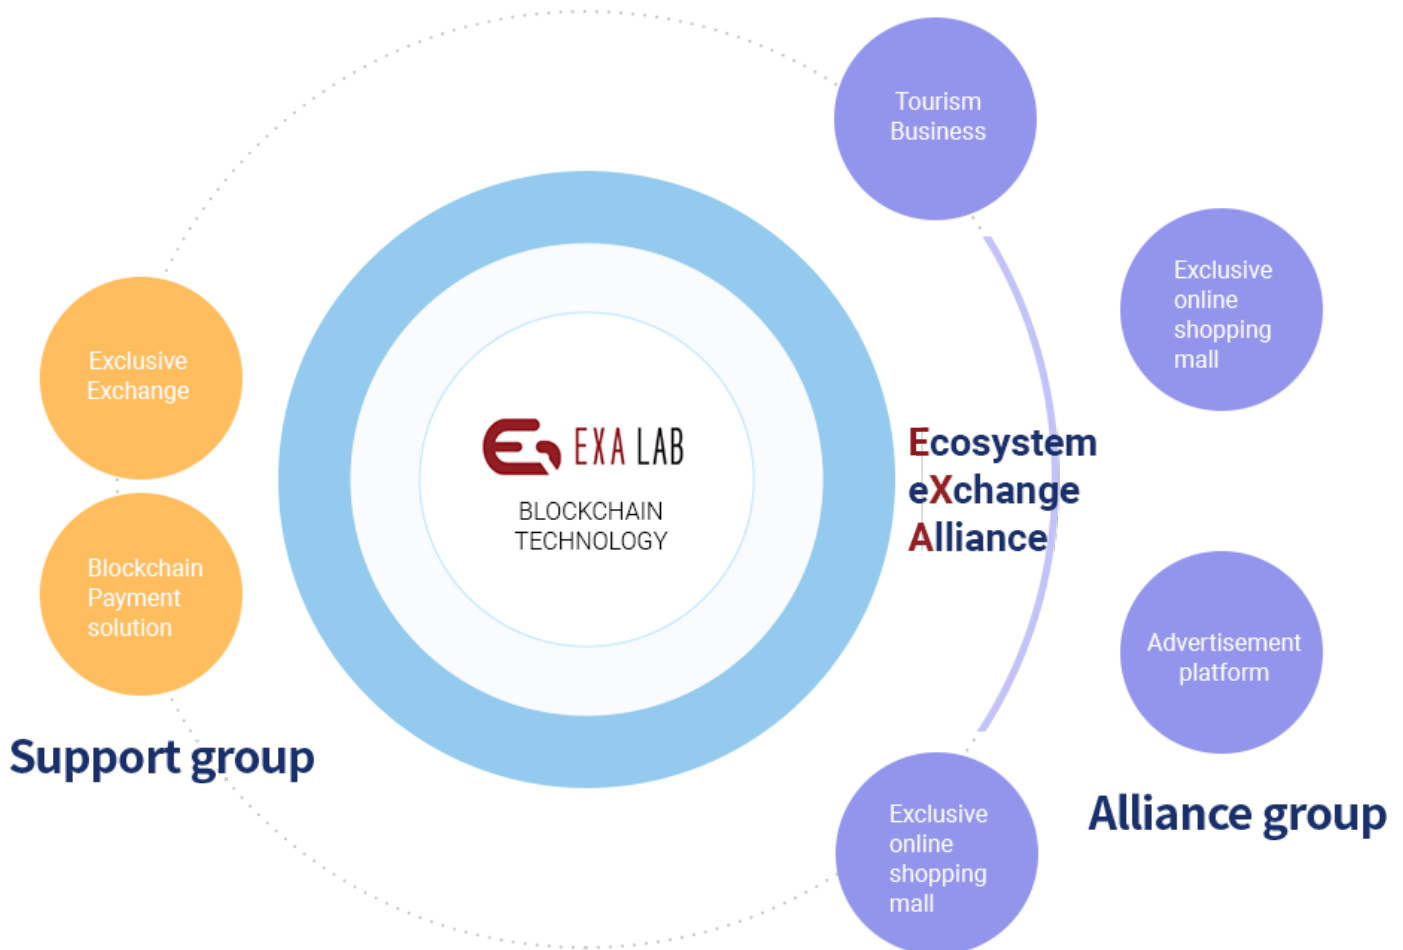 Tourism
Business
Exclusive
online
shopping
mall
Exclusive
Exchange
EXA LAB
BLOCKCHAIN
TECHNOLOGY
Ecosystem
eXchange
Alliance
Blockchain
Payment
solution
Advertisement
platform
Support group
Alliance group
Exclusive
online
shopping
mall